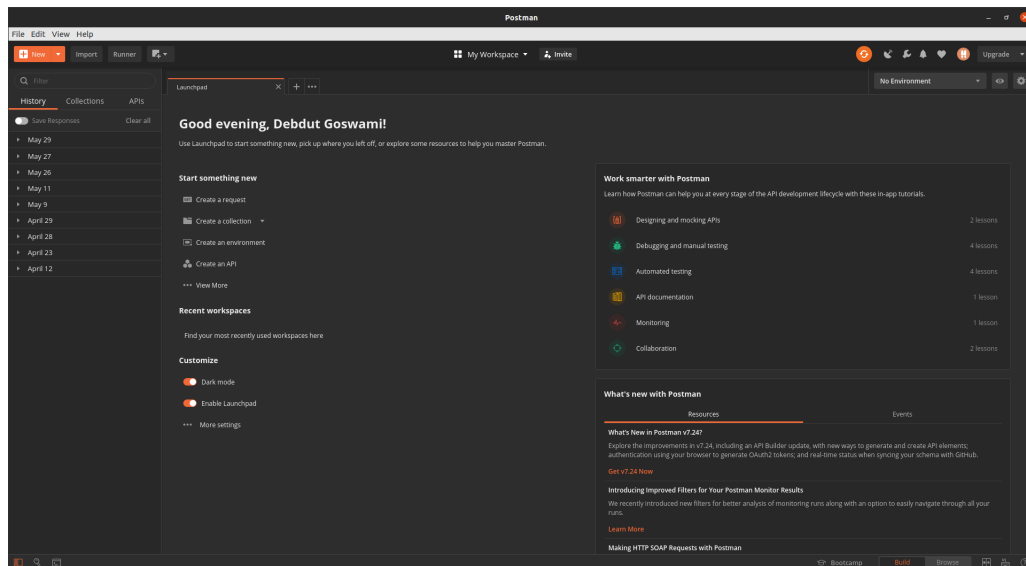 Postman
File Edit View Help
New Import Runner My Workspace Invite Upgrade
Filter
History Collections APIs
Save Responses Clear all
May 29
May 27
May 26
May 11
May 9
April 29
April 28
April 23
April 12
Launchpad
No Environment
Good evening, Debdut Goswami!
Use Launchpad to start something new, pick up where you left off, or explore some resources to help you master Postman.
Start something new
Create a request
Create a collection
Create an environment
Create an API
View More
Recent workspaces
Find your most recently used workspaces here
Customize
Dark mode
Enable Launchpad
More settings
Work smarter with Postman
Learn how Postman can help you at every stage of the API development lifecycle with these in-app tutorials.
Designing and mocking APIs 2 lessons
Debugging and manual testing 4 lessons
Automated testing 4 lessons
API documentation 1 lesson
Monitoring 1 lesson
Collaboration 2 lessons
What's new with Postman
Resources Events
What's New in Postman v7.24?
Explore the improvements in v7.24, including an API Builder update, with new ways to generate and create API elements;
authentication using your browser to generate OAuth2 tokens; and real-time status when syncing your schema with GitHub.
Get v7.24 Now
Introducing Improved Filters for Your Postman Monitor Results
We recently introduced new filters for better analysis of monitoring runs along with an option to easily navigate through all your
runs.
Learn More
Making HTTP SOAP Requests with Postman
Bootcamp Build Browse